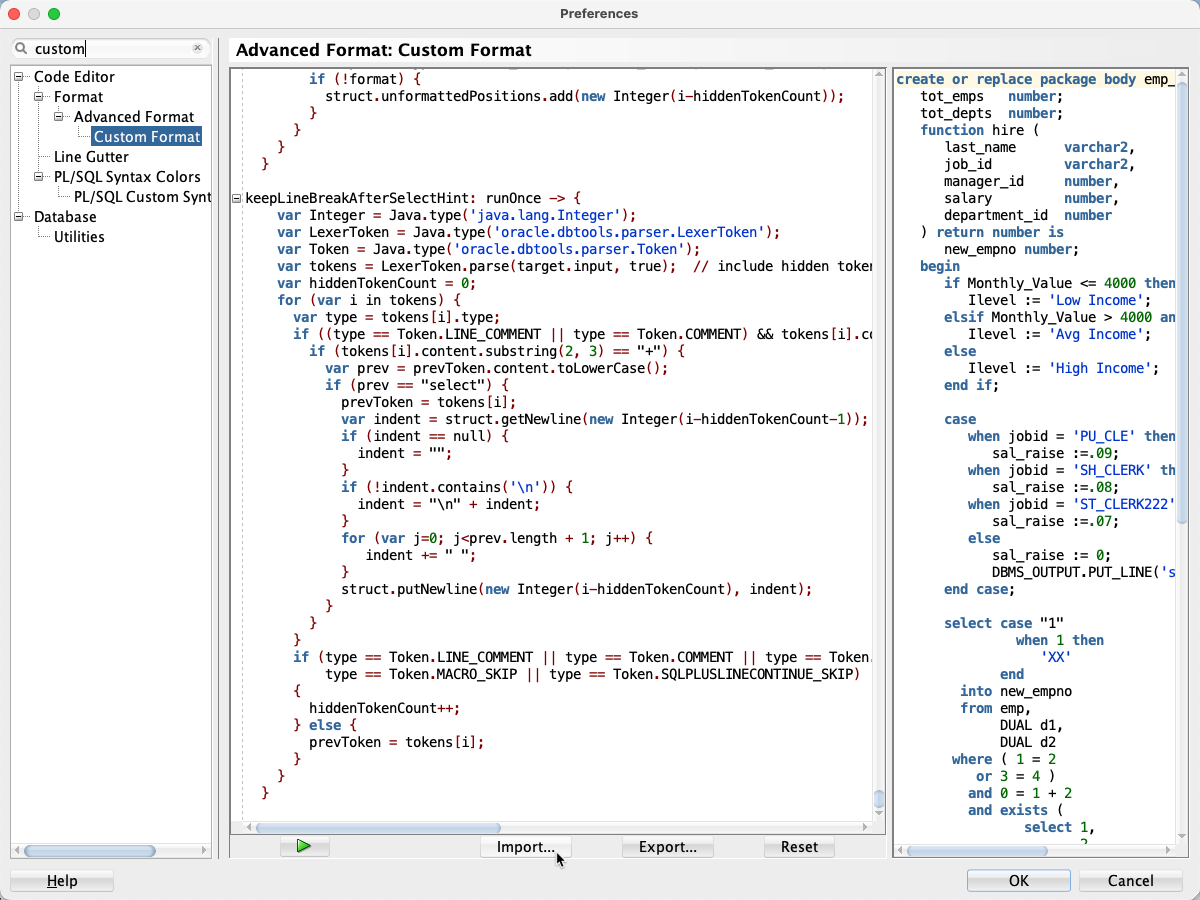 Preferences
custom
Code Editor
Format
Advanced Format
Custom Format
Line Gutter
PL/SQL Syntax Colors
PL/SQL Custom Synt
Database
Utilities
Advanced Format: Custom Format
if (!format) {
struct.unformattedPositions.add(new Integer(i-hiddenTokenCount));
}
}
}
}
keepLineBreakAfterSelectHint: runOnce -> {
var Integer = Java.type('java.lang.Integer');
var LexerToken = Java.type('oracle.dbtools.parser.LexerToken');
var Token = Java.type('oracle.dbtools.parser.Token');
var tokens = LexerToken.parse(target.input, true);  // include hidden token
var hiddenTokenCount = 0;
for (var i in tokens) {
var type = tokens[i].type;
if ((type == Token.LINE_COMMENT || type == Token.COMMENT) && tokens[i].co
if (tokens[i].content.substring(2, 3) == "+") {
var prev = prevToken.content.toLowerCase();
if (prev == "select") {
prevToken = tokens[i];
var indent = struct.getNewline(new Integer(i-hiddenTokenCount-1));
if (indent == null) {
indent = "";
}
if (!indent.contains('\n')) {
indent = "\n" + indent;
}
for (var j=0; j<prev.length + 1; j++) {
indent += " ";
}
struct.putNewline(new Integer(i-hiddenTokenCount), indent);
}
}
}
if (type == Token.LINE_COMMENT || type == Token.COMMENT || type == Token.
type == Token.MACRO_SKIP || type == Token.SQLPLUSLINECONTINUE_SKIP)
{
hiddenTokenCount++;
} else {
prevToken = tokens[i];
}
}
}
create or replace package body emp_
tot_emps   number;
tot_depts  number;
function hire (
last_name      varchar2,
job_id         varchar2,
manager_id     number,
salary         number,
department_id  number
) return number is
new_empno number;
begin
if Monthly_Value <= 4000 then
Ilevel := 'Low Income';
elsif Monthly_Value > 4000 an
Ilevel := 'Avg Income';
else
Ilevel := 'High Income';
end if;
case
when jobid = 'PU_CLE' then
sal_raise :=.09;
when jobid = 'SH_CLERK' th
sal_raise :=.08;
when jobid = 'ST_CLERK222'
sal_raise :=.07;
else
sal_raise := 0;
DBMS_OUTPUT.PUT_LINE('s
end case;
select case "1"
when 1 then
'XX'
end
into new_empno
from emp,
DUAL d1,
DUAL d2
where ( 1 = 2
or 3 = 4 )
and 0 = 1 + 2
and exists (
select 1,
Import...
Export...
Reset
Help
OK
Cancel